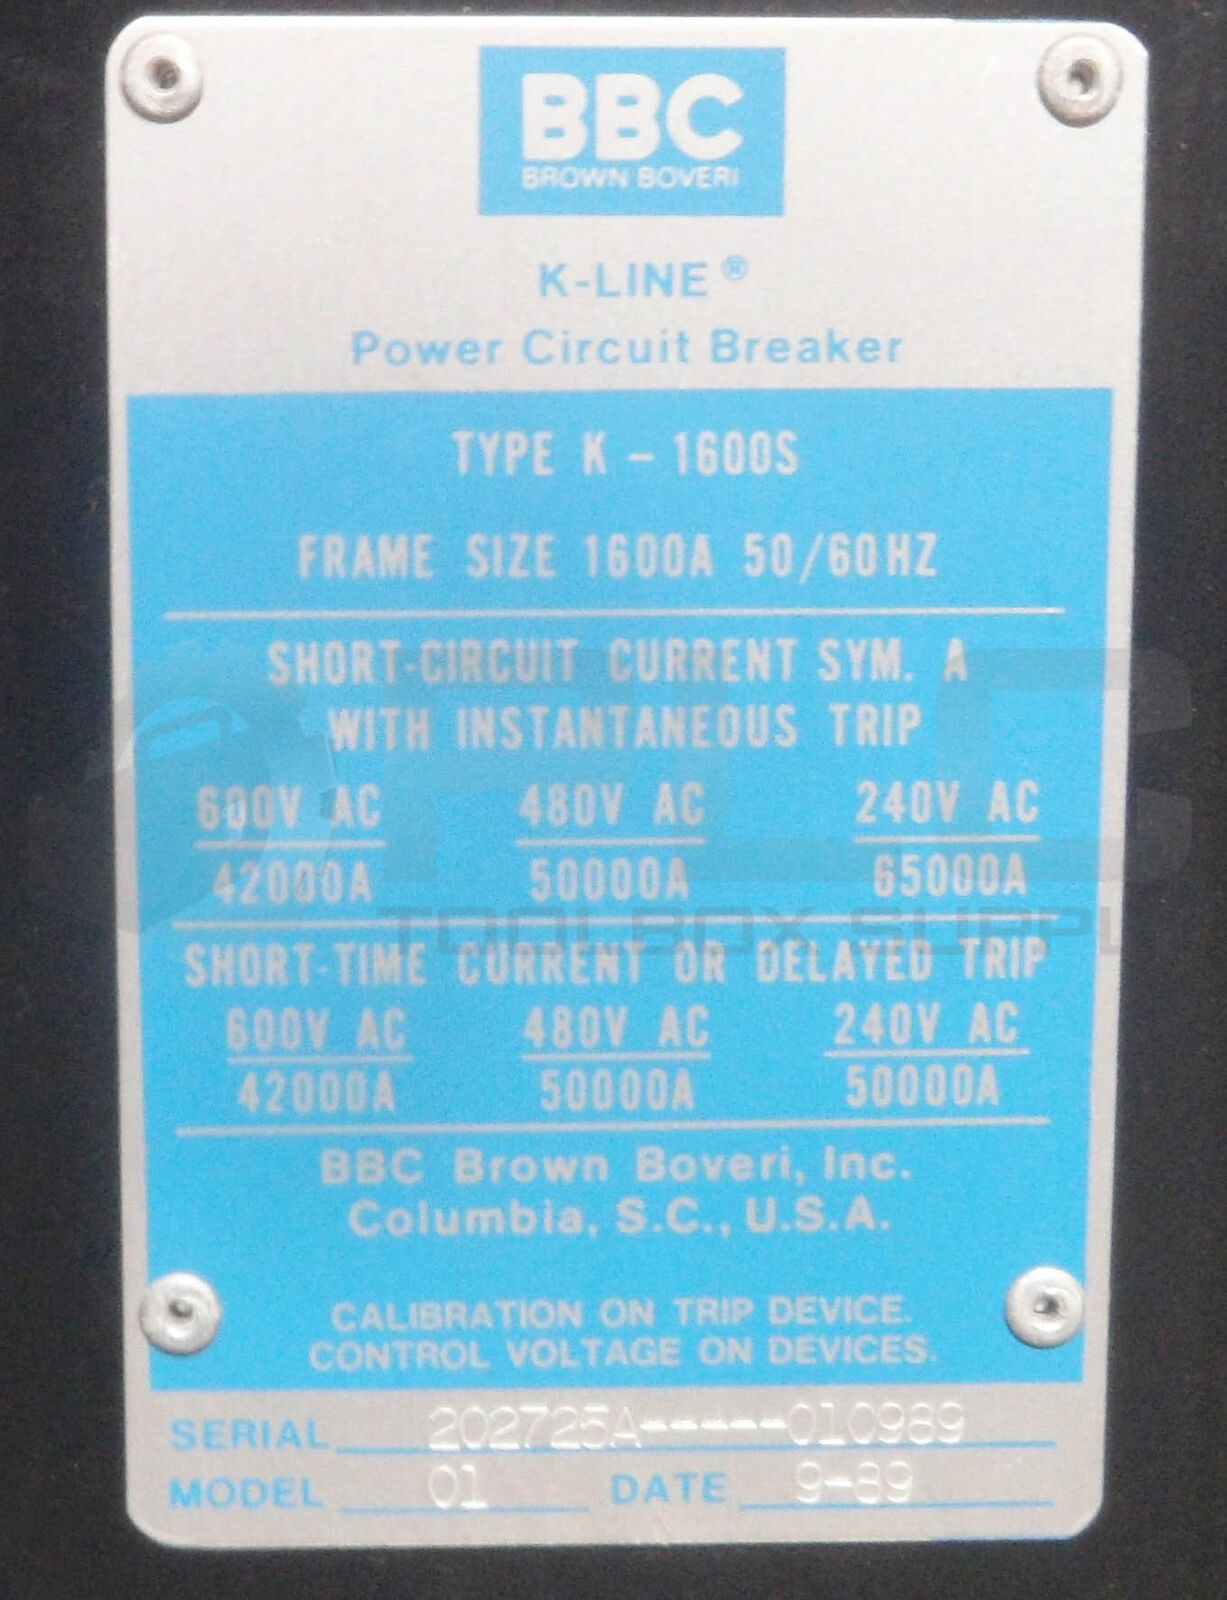 BBC
BROWN BOVERI
K-LINE®
Power Circuit Breaker
TYPE K - 1600S
FRAME SIZE 1600A 50/60HZ
SHORT-CIRCUIT CURRENT SYM. A
WITH INSTANTANEOUS TRIP
600V AC 480V AC 240V AC
42000A 50000A 65000A
SHORT-TIME CURRENT OR DELAYED TRIP
600V AC 480V AC 240V AC
42000A 50000A 50000A
BBC Brown Boveri, Inc.
Columbia, S.C., U.S.A.
CALIBRATION ON TRIP DEVICE.
CONTROL VOLTAGE ON DEVICES.
SERIAL 202725A-----010989
MODEL 01 DATE 9-89
PLC
TOOLBOX SUPPL